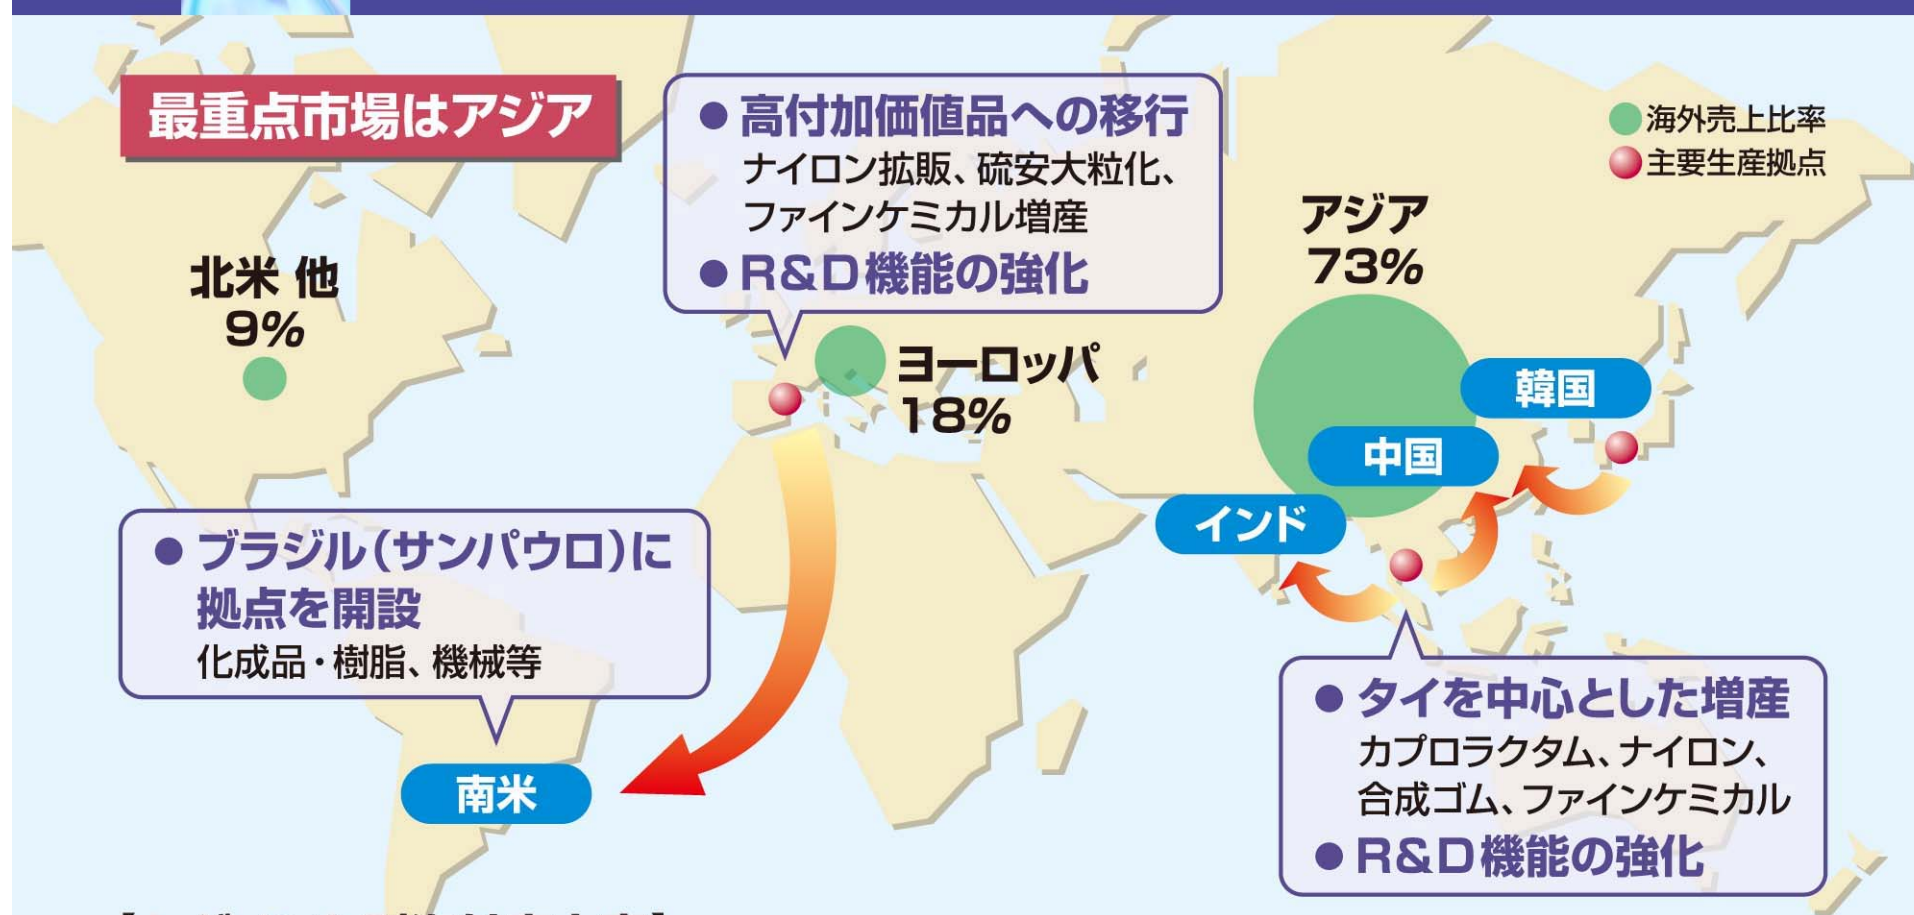 最重点市場はアジア
● 高付加価値品への移行
ナイロン拡販、硫安大粒化、
ファインケミカル増産
● R&D機能の強化
海外売上比率
主要生産拠点
アジア
73%
北米 他
9%
ヨーロッパ
18%
韓国
中国
インド
● ブラジル（サンパウロ）に
拠点を開設
化成品・樹脂、機械等
南米
● タイを中心とした増産
カプロラクタム、ナイロン、
合成ゴム、ファインケミカル
● R&D機能の強化